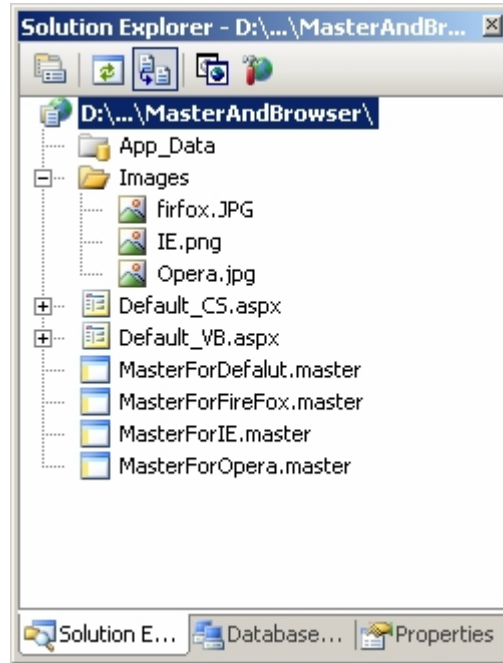 Solution Explorer - D:\...\MasterAndBr...
D:\...\MasterAndBrowser\
App_Data
Images
firfox.JPG
IE.png
Opera.jpg
Default_CS.aspx
Default_VB.aspx
MasterForDefalut.master
MasterForFireFox.master
MasterForIE.master
MasterForOpera.master
Solution E... Database... Properties